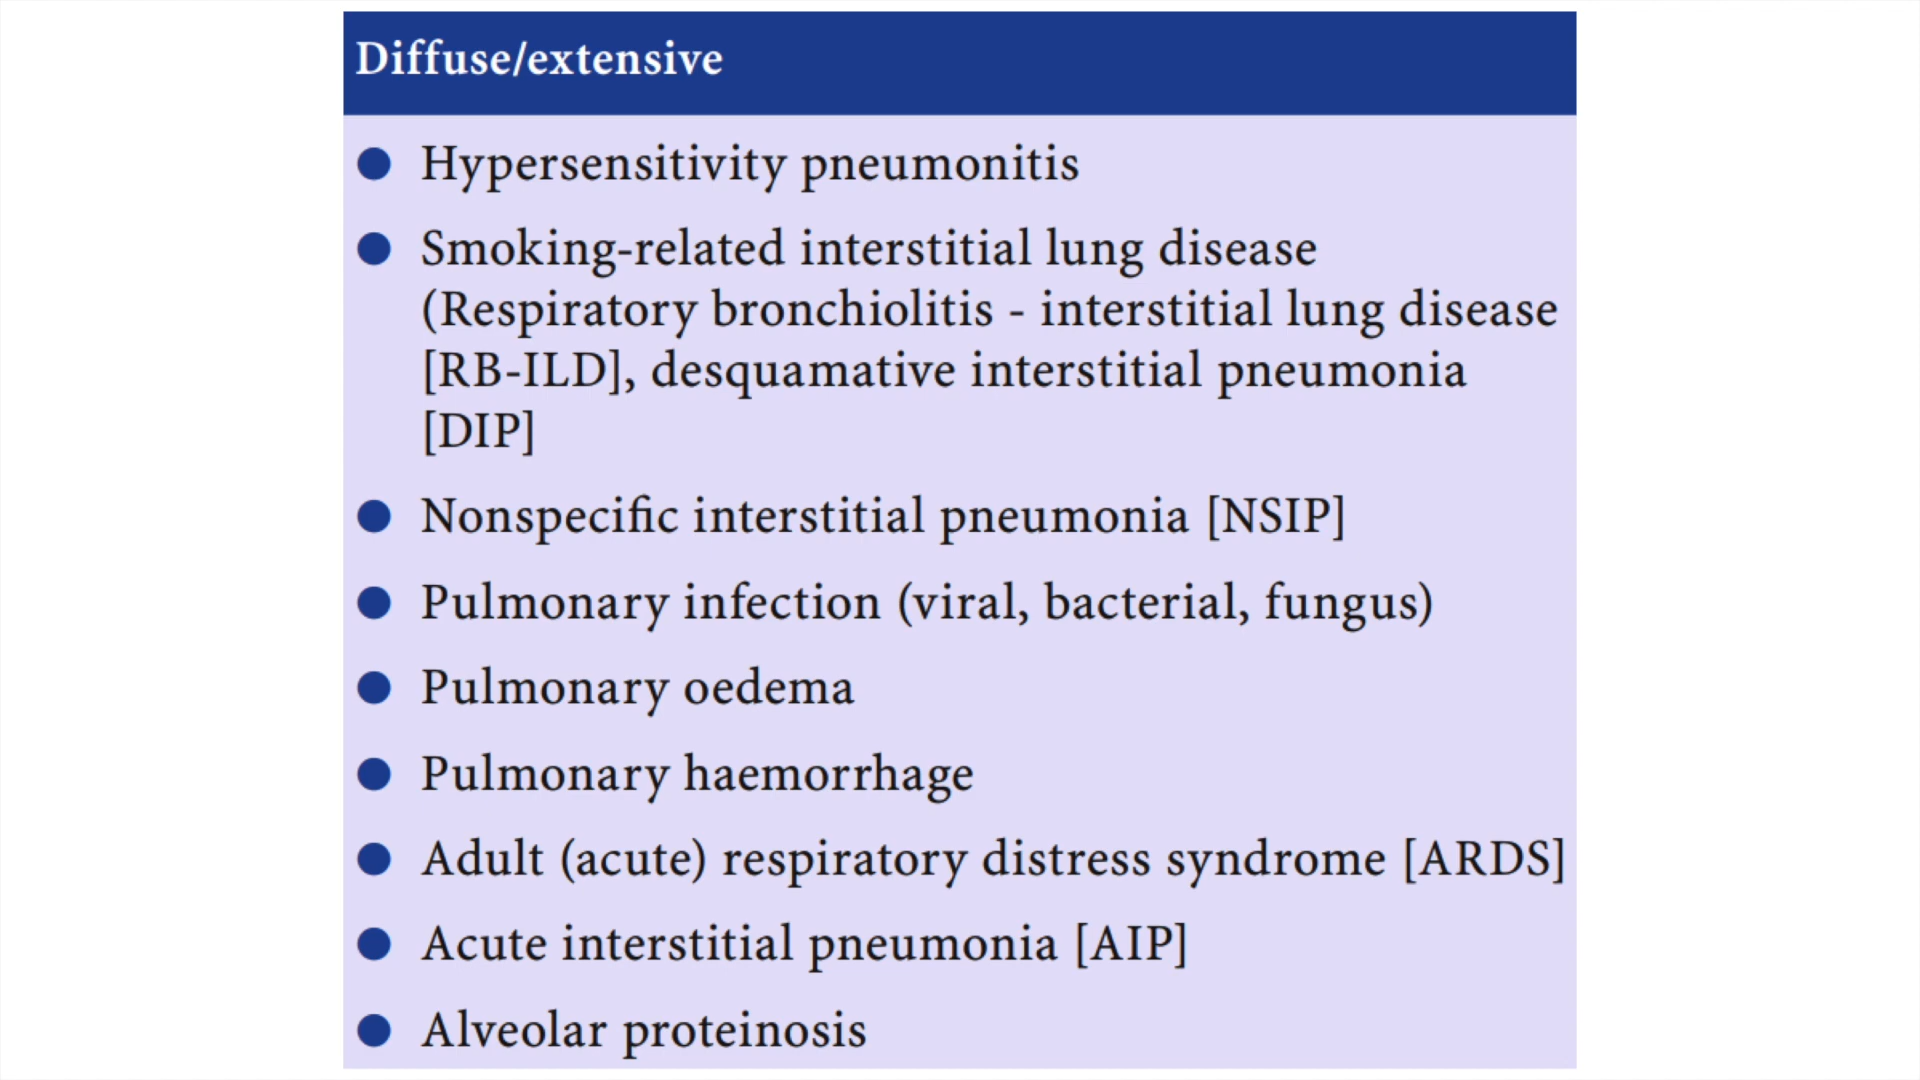 Diffuse/extensive
● Hypersensitivity pneumonitis
● Smoking-related interstitial lung disease
(Respiratory bronchiolitis - interstitial lung disease
[RB-ILD], desquamative interstitial pneumonia
[DIP]
● Nonspecific interstitial pneumonia [NSIP]
● Pulmonary infection (viral, bacterial, fungus)
● Pulmonary oedema
● Pulmonary haemorrhage
● Adult (acute) respiratory distress syndrome [ARDS]
● Acute interstitial pneumonia [AIP]
● Alveolar proteinosis